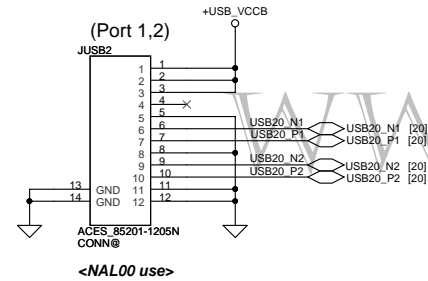 +USB_VCCB
(Port 1,2)
JUSB2
1 1
2 2
3 3
4 4
5 5
6 6 USB20_N1 USB20_N1 [20]
7 7 USB20_P1 USB20_P1 [20]
8 8
9 9 USB20_N2 USB20_N2 [20]
10 10 USB20_P2 USB20_P2 [20]
13 GND 11 11
14 GND 12 12
ACES_85201-1205N
CONN@
<NAL00 use>
W W